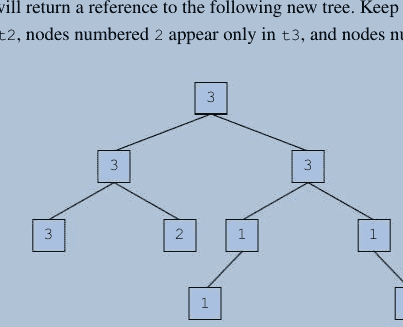 will return a reference to the following new tree. Keep
t2, nodes numbered 2 appear only in t3, and nodes
3
3 3
3 2 1 1
1